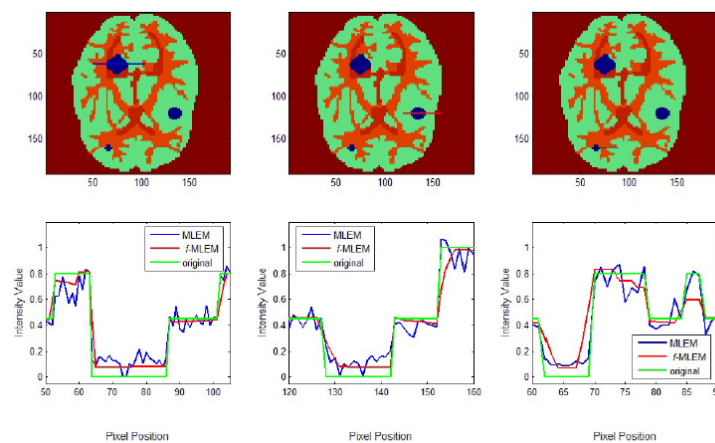 50
100
150
50 100 150
50
100
150
50 100 150
50
100
150
50 100 150
Intensity Value
1
0.8
0.6
0.4
0.2
0
50 60 70 80 90 100
MLEM
f-MLEM
original
Pixel Position
Intensity Value
1
0.8
0.6
0.4
0.2
0
120 130 140 150 160
MLEM
f-MLEM
original
Pixel Position
Intensity Value
1
0.8
0.6
0.4
0.2
0
60 65 70 75 80 85
MLEM
f-MLEM
original
Pixel Position